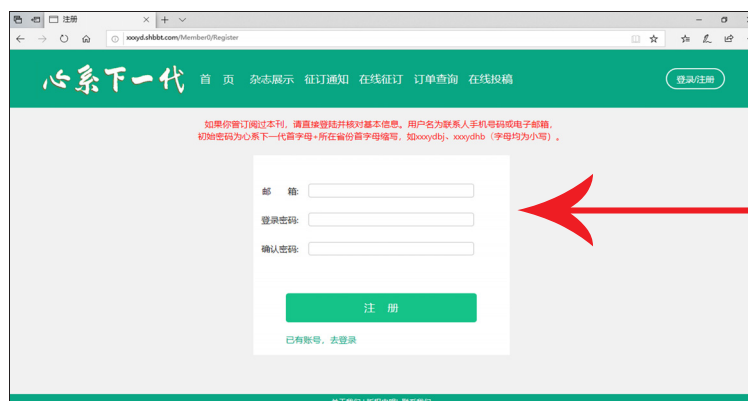 注册
xxxyd.shbbt.com/Member0/Register
心系下一代
首 页 杂志展示 征订通知 在线征订 订单查询 在线投稿
登录/注册
如果你曾订阅过本刊，请直接登陆并核对基本信息。用户名为联系人手机号码或电子邮箱，
初始密码为心系下一代首字母+所在省份首字母缩写，如xxxydbj、xxxydhb（字母均为小写）.
邮 箱:
登录密码:
确认密码:
注 册
已有账号，去登录